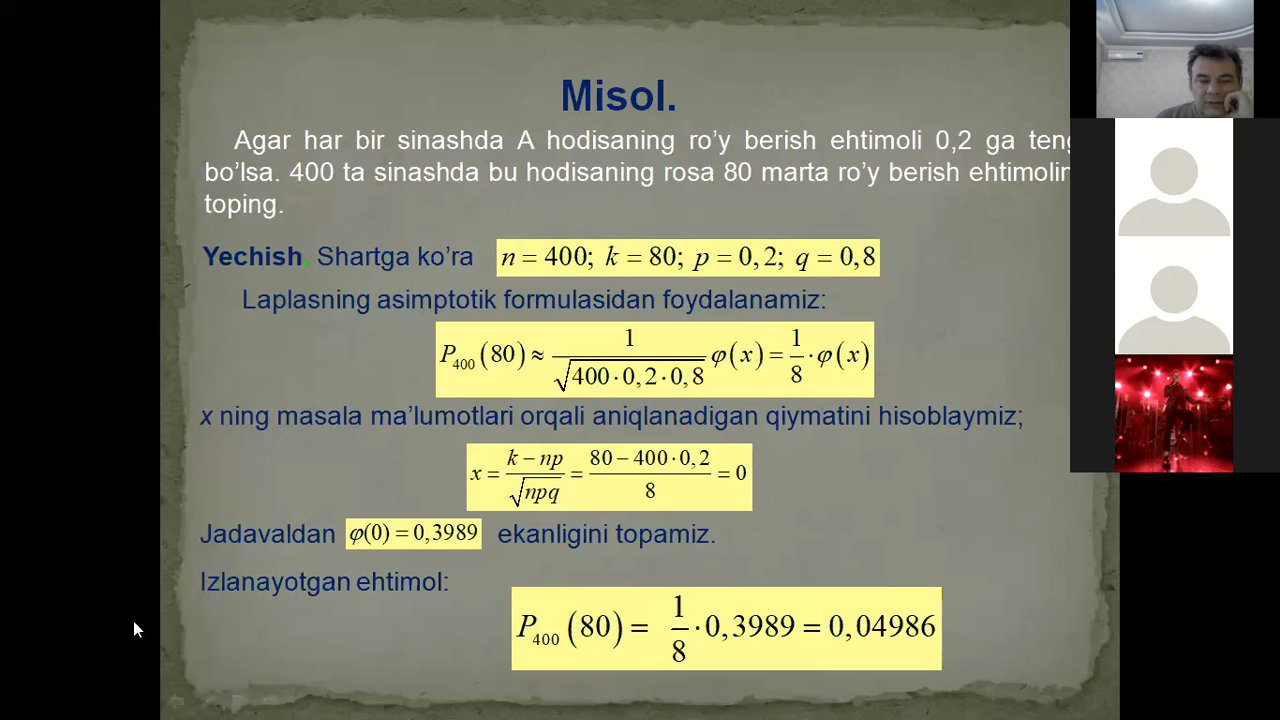 Misol.
Agar har bir sinashda A hodisaning ro’y berish ehtimoli 0,2 ga teng
bo’lsa. 400 ta sinashda bu hodisaning rosa 80 marta ro’y berish ehtimolin
toping.
Yechish. Shartga ko’ra n = 400; k = 80; p = 0,2; q = 0,8
Laplasning asimptotik formulasidan foydalanamiz:
P₄₀₀(80) ≈ 1/√(400·0,2·0,8) φ(x) = 1/8 · φ(x)
x ning masala ma’lumotlari orqali aniqlanadigan qiymatini hisoblaymiz;
x = (k − np)/√(npq) = (80 − 400·0,2)/8 = 0
Jadavaldan φ(0) = 0,3989 ekanligini topamiz.
Izlanayotgan ehtimol:
P₄₀₀(80) = 1/8 · 0,3989 = 0,04986